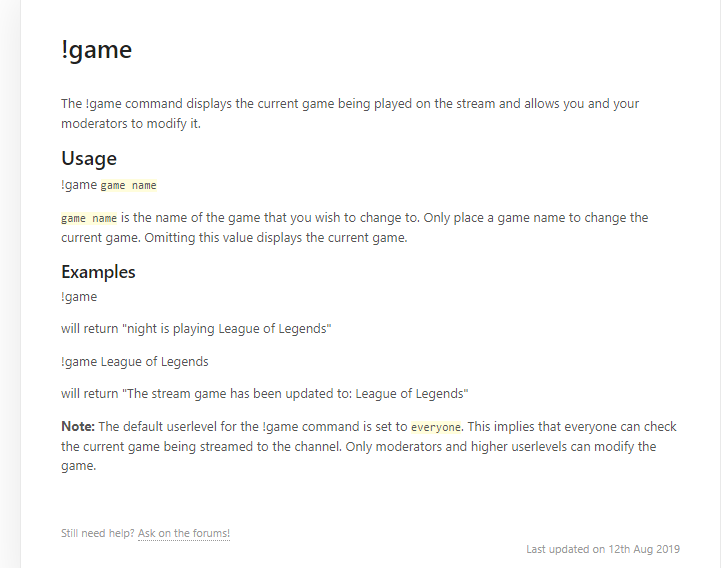 !game
The !game command displays the current game being played on the stream and allows you and your
moderators to modify it.
Usage
!game game name
game name is the name of the game that you wish to change to. Only place a game name to change the
current game. Omitting this value displays the current game.
Examples
!game
will return "night is playing League of Legends"
!game League of Legends
will return "The stream game has been updated to: League of Legends"
Note: The default userlevel for the !game command is set to everyone. This implies that everyone can check
the current game being streamed to the channel. Only moderators and higher userlevels can modify the
game.
Still need help? Ask on the forums!
Last updated on 12th Aug 2019